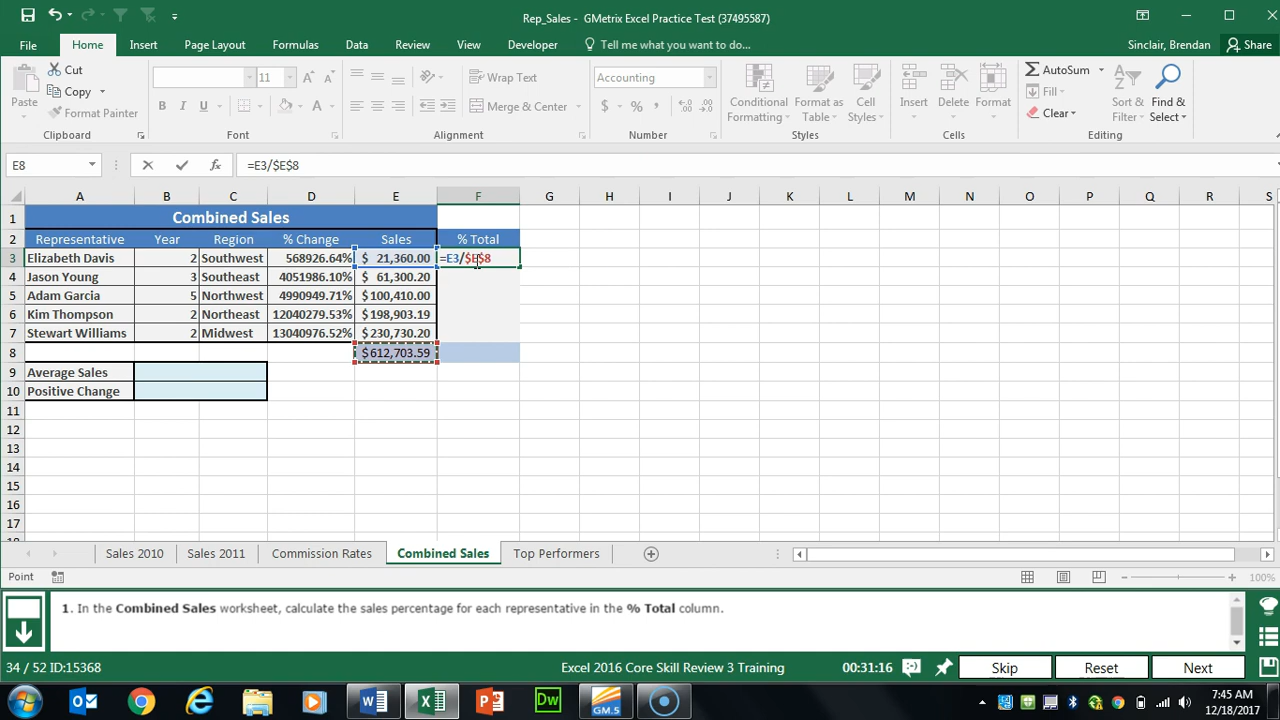 Rep_Sales - GMetrix Excel Practice Test (37495587)
File Home Insert Page Layout Formulas Data Review View Developer Tell me what you want to do... Sinclair, Brendan Share
Paste
Cut
Copy
Format Painter
Clipboard
11 A A
B I U A
Font
Wrap Text
Merge & Center
Alignment
Accounting
$ % ,
Number
Conditional Formatting
Format as Table
Cell Styles
Styles
Insert
Delete
Format
Cells
AutoSum
Fill
Clear
Sort & Filter
Find & Select
Editing
E8 fx =E3/$E$8
A B C D E F G H I J K L M N O P Q R S
1 Combined Sales
2 Representative Year Region % Change Sales % Total
3 Elizabeth Davis 2 Southwest 568926.64% $ 21,360.00 =E3/$E$8
4 Jason Young 3 Southeast 4051986.10% $ 61,300.20
5 Adam Garcia 5 Northwest 4990949.71% $100,410.00
6 Kim Thompson 2 Northeast 12040279.53% $198,903.19
7 Stewart Williams 2 Midwest 13040976.52% $230,730.20
8 $612,703.59
9 Average Sales
10 Positive Change
11
12
13
14
15
16
17
Sales 2010 Sales 2011 Commission Rates Combined Sales Top Performers
Point 100%
1. In the Combined Sales worksheet, calculate the sales percentage for each representative in the % Total column.
34 / 52 ID:15368 Excel 2016 Core Skill Review 3 Training 00:31:16 Skip Reset Next
Dw GM.5
7:45 AM
12/18/2017